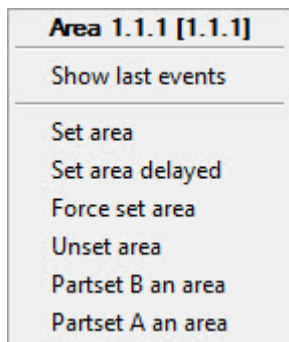 Area 1.1.1 [1.1.1]
Show last events
Set area
Set area delayed
Force set area
Unset area
Partset B an area
Partset A an area